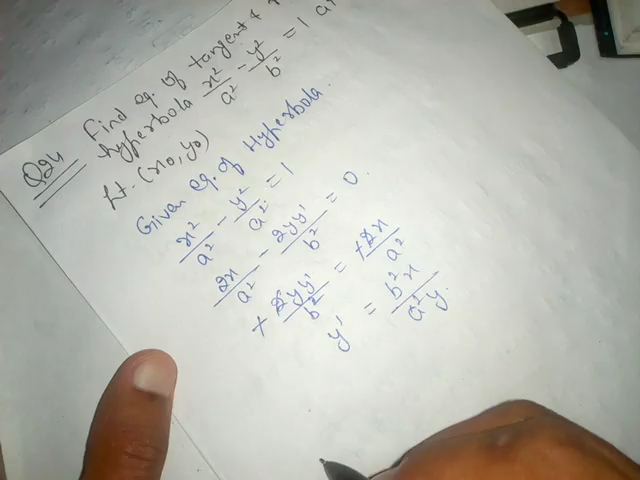 Q24 Find eq. of tangent &
hyperbola x²/a² - y²/b² = 1 at
pt. (x₀, y₀)
Given eq. of Hyperbola.
x²/a² - y²/a² = 1
2x/a² - 2yy'/b² = 0.
+ 2yy'/b² = +2x/a²
y' = b²x/a²y.